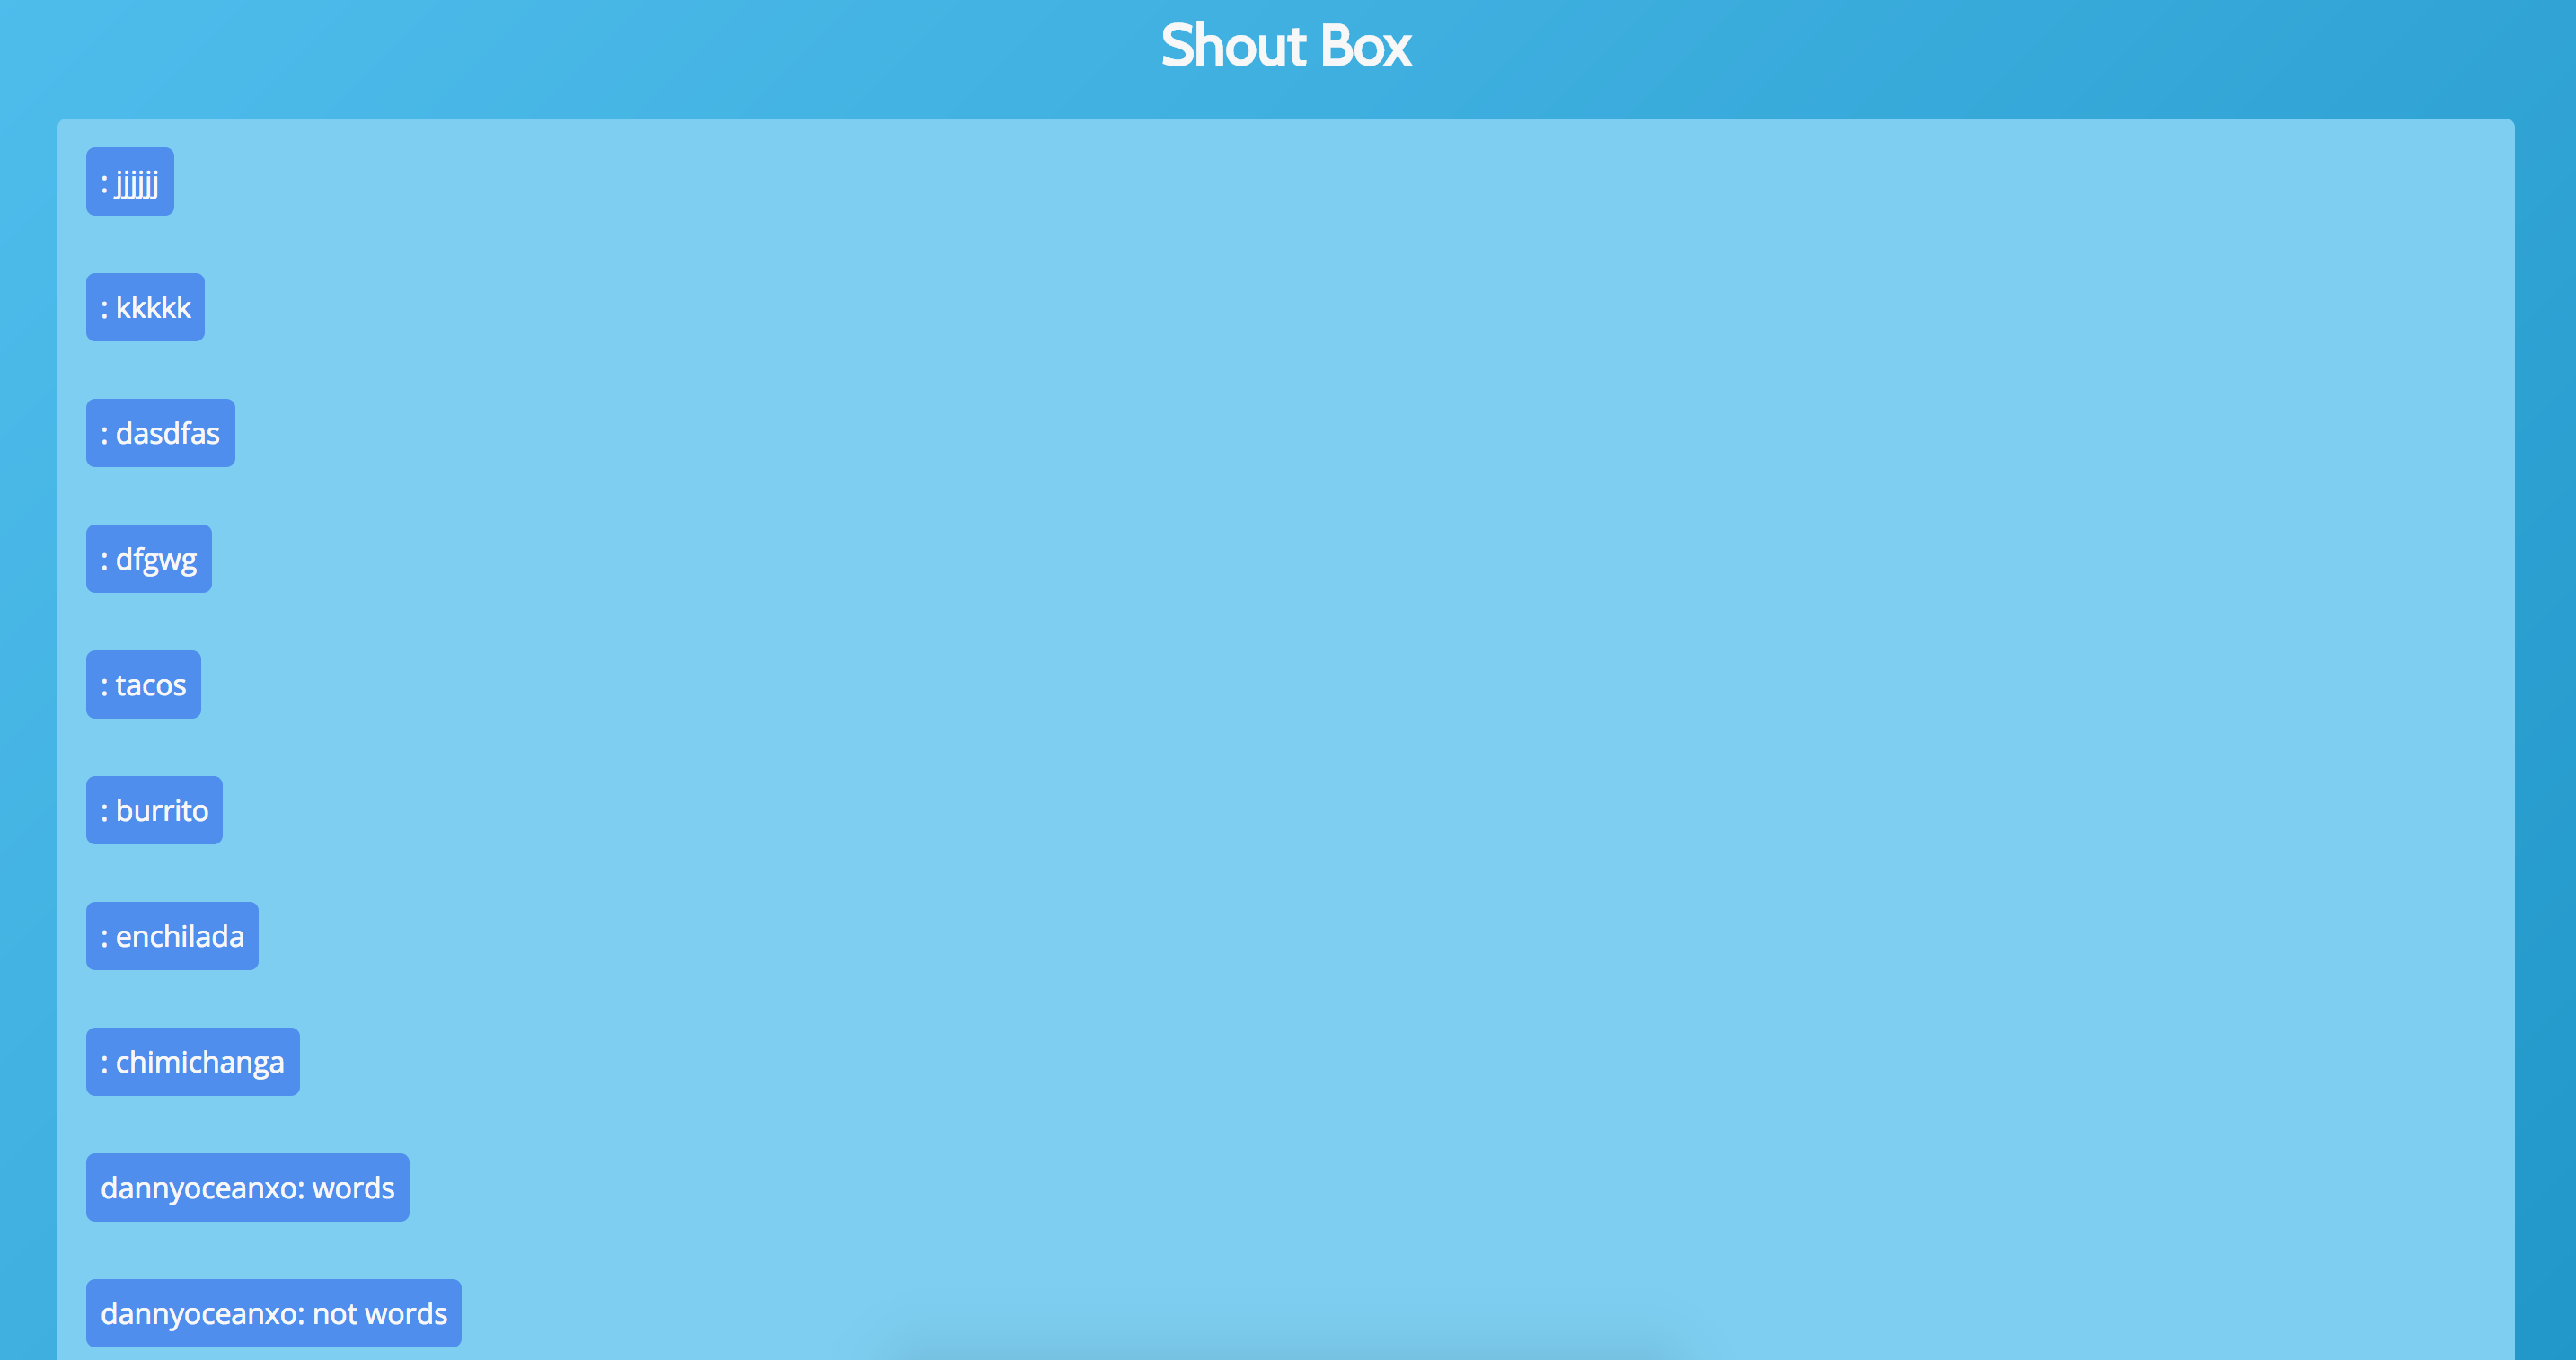 Shout Box
: jjjjjj
: kkkkk
: dasdfas
: dfgwg
: tacos
: burrito
: enchilada
: chimichanga
dannyoceanxo: words
dannyoceanxo: not words